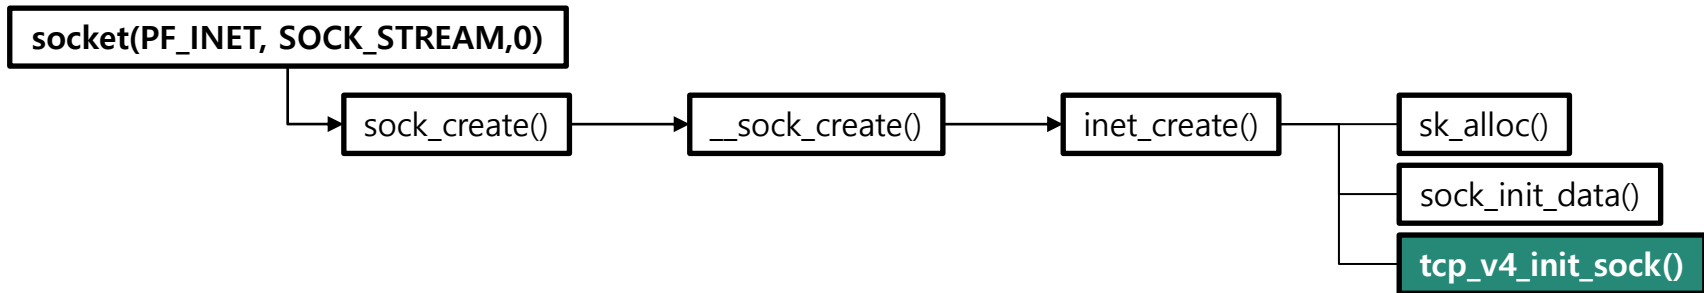 socket(PF_INET, SOCK_STREAM,0)
sock_create()
__sock_create()
inet_create()
sk_alloc()
sock_init_data()
tcp_v4_init_sock()